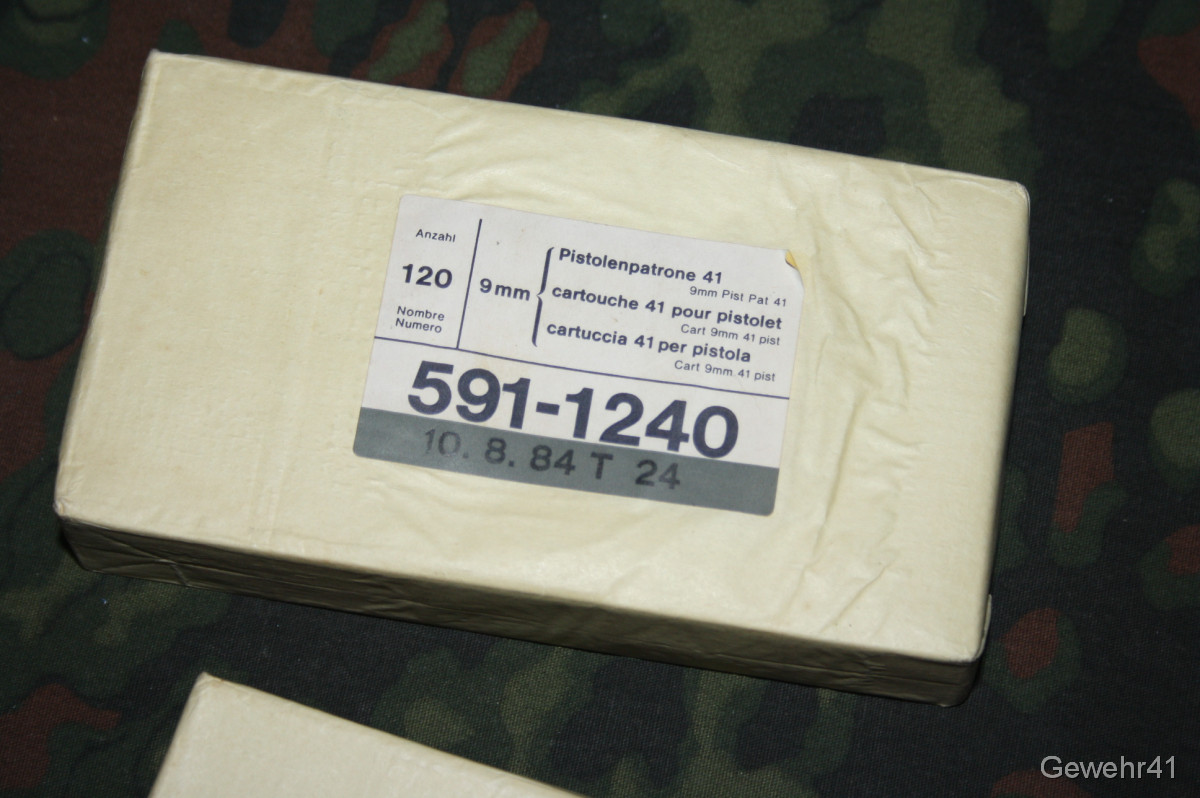 Anzahl
120
Nombre
Numero
9mm
Pistolenpatrone 41
9mm Pist Pat 41
cartouche 41 pour pistolet
Cart 9mm 41 pist
cartuccia 41 per pistola
Cart 9mm 41 pist
591-1240
10. 8. 84 T 24
Gewehr41